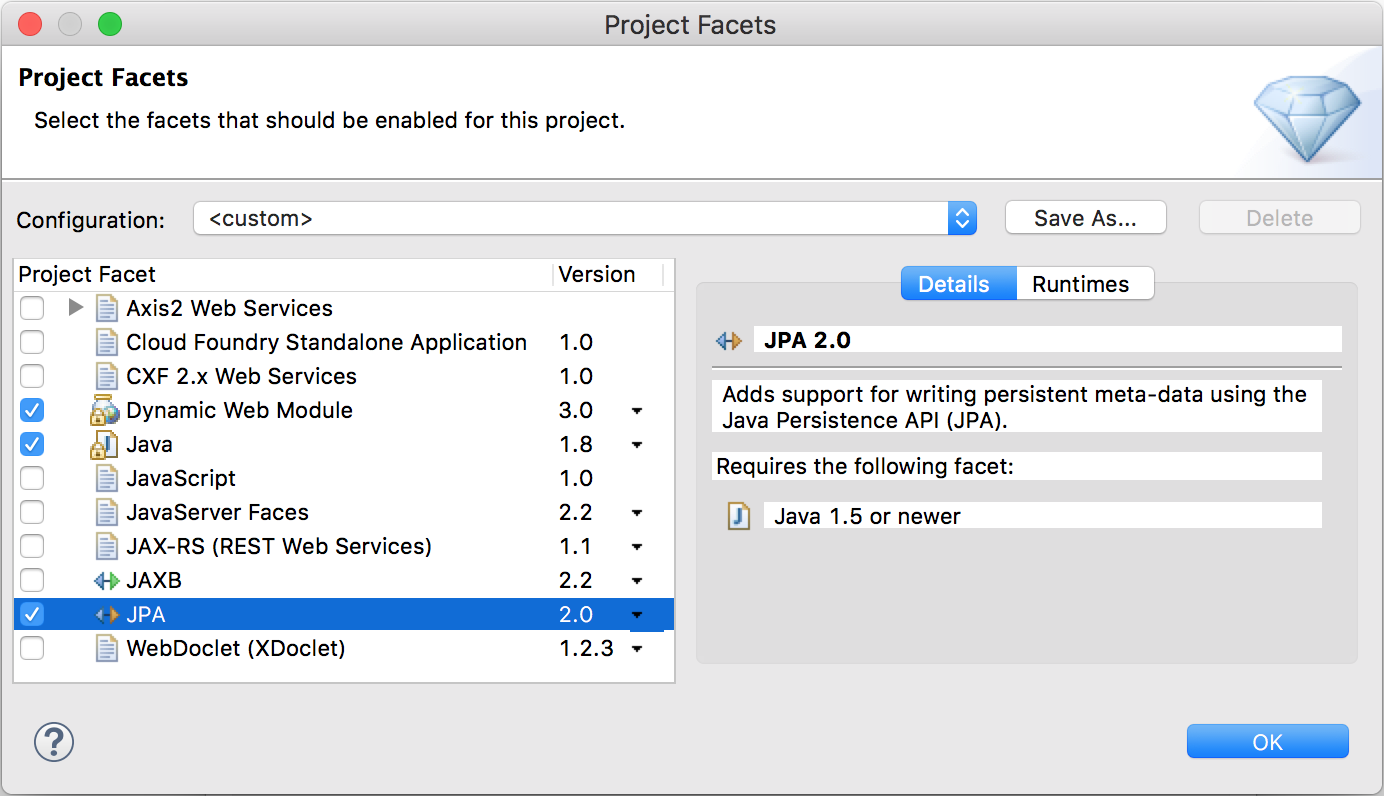 Project Facets
Project Facets
Select the facets that should be enabled for this project.
Configuration: <custom> Save As... Delete
Project Facet Version
Axis2 Web Services
Cloud Foundry Standalone Application 1.0
CXF 2.x Web Services 1.0
Dynamic Web Module 3.0
Java 1.8
JavaScript 1.0
JavaServer Faces 2.2
JAX-RS (REST Web Services) 1.1
JAXB 2.2
JPA 2.0
WebDoclet (XDoclet) 1.2.3
Details Runtimes
JPA 2.0
Adds support for writing persistent meta-data using the
Java Persistence API (JPA).
Requires the following facet:
J Java 1.5 or newer
?
OK